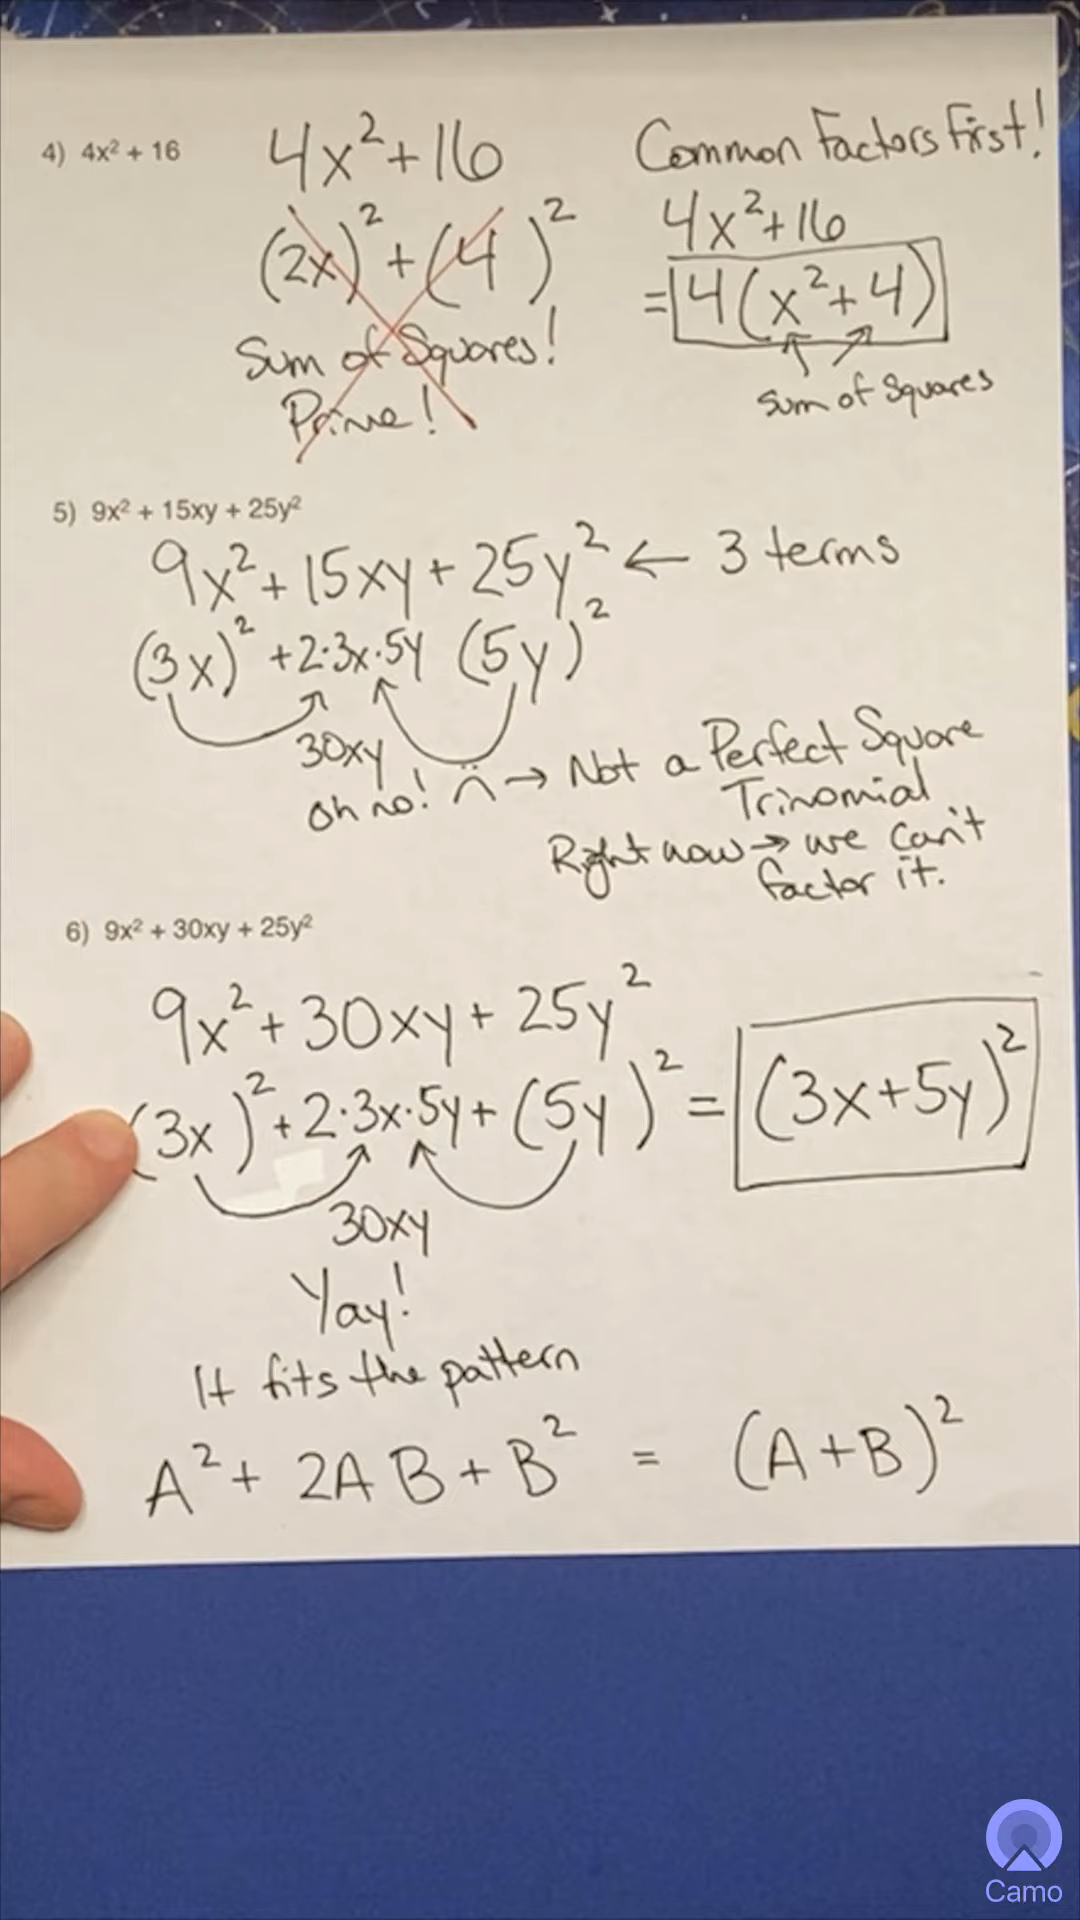 4) 4x² + 16
4x² + 16
(2x)² + (4)²
Sum of Squares!
Prime!
Common Factors First!
4x² + 16
= 4(x² + 4)
sum of squares
5) 9x² + 15xy + 25y²
9x² + 15xy + 25y² ← 3 terms
(3x)² + 2·3x·5y (5y)²
30xy
oh no! ☹ → Not a Perfect Square
Trinomial
Right now → we can't
factor it.
6) 9x² + 30xy + 25y²
9x² + 30xy + 25y²
(3x)² + 2·3x·5y + (5y)² = (3x + 5y)²
30xy
Yay!
It fits the pattern
A² + 2AB + B² = (A + B)²
Camo